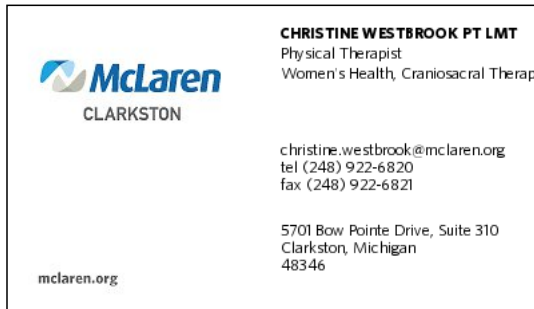 McLaren
CLARKSTON
mclaren.org
CHRISTINE WESTBROOK PT LMT
Physical Therapist
Women's Health, Craniosacral Therap
christine.westbrook@mclaren.org
tel (248) 922-6820
fax (248) 922-6821
5701 Bow Pointe Drive, Suite 310
Clarkston, Michigan
48346